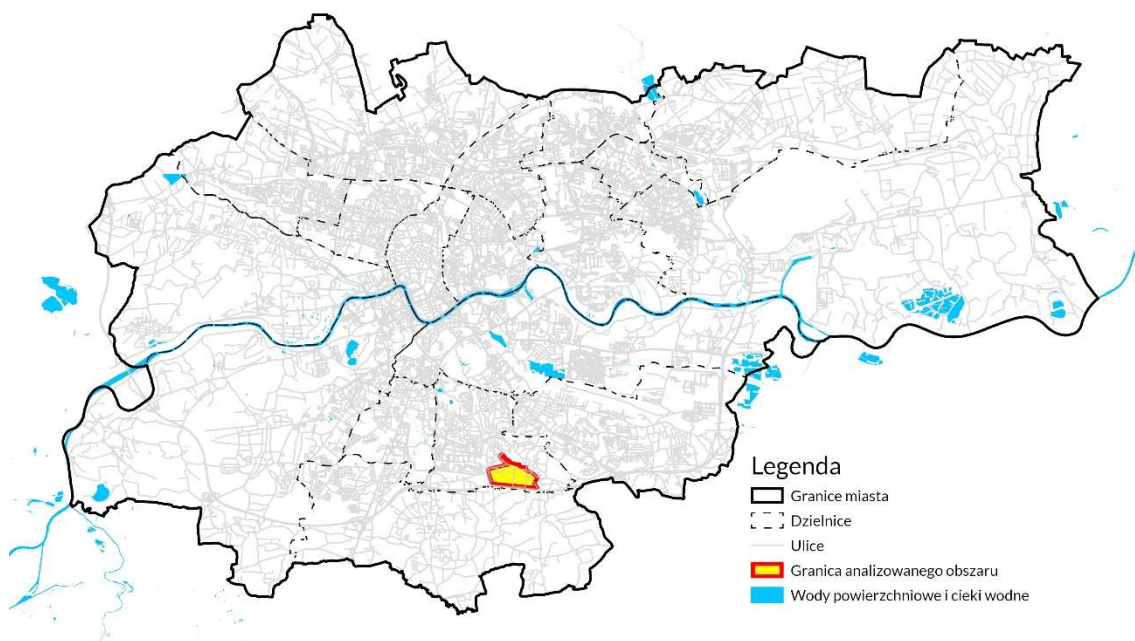 Legenda
Granice miasta
Dzielnice
Ulice
Granica analizowanego obszaru
Wody powierzchniowe i cieki wodne